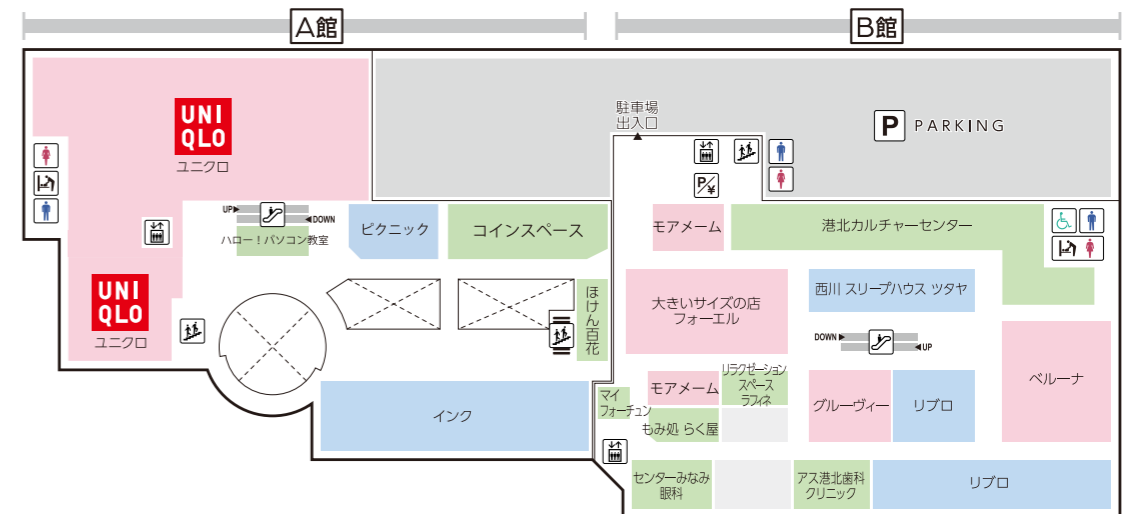 A館
B館
UNI
QLO
ユニクロ
駐車場
出入口
P PARKING
P/¥
UP
DOWN
ハロー！パソコン教室
ピクニック
コインスペース
モアメーム
港北カルチャーセンター
UNI
QLO
ユニクロ
ほけん百花
大きいサイズの店
フォーエル
西川 スリープハウス ツタヤ
DOWN
UP
インク
マイ
フォーチュン
モアメーム
リラクゼーション
スペース
ラフィネ
もみ処 らく屋
グルーヴィー
リブロ
ベルーナ
センターみなみ
眼科
アス港北歯科
クリニック
リブロ